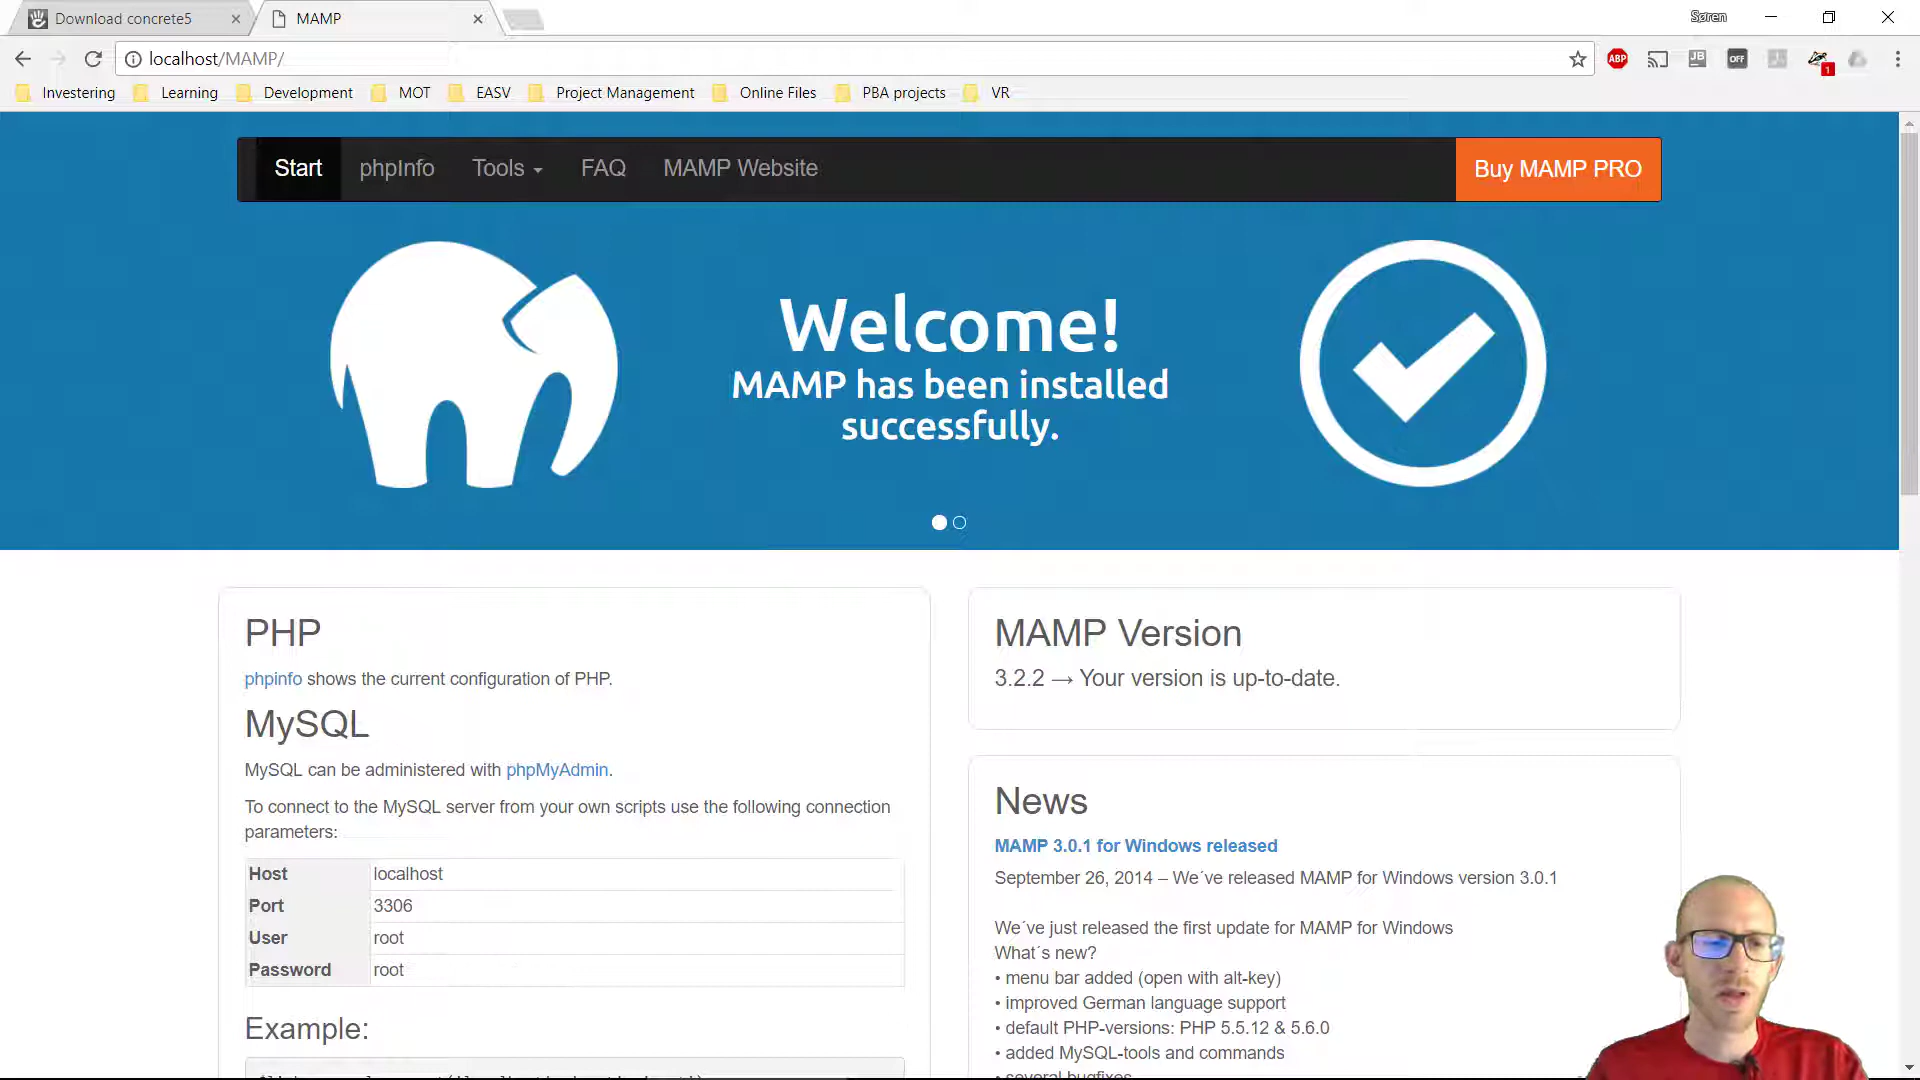 Download concrete5
MAMP
Søren
localhost/MAMP/
ABP
JB
OFF
1
Investering
Learning
Development
MOT
EASV
Project Management
Online Files
PBA projects
VR
Start
phpInfo
Tools
FAQ
MAMP Website
Buy MAMP PRO
Welcome!
MAMP has been installed
successfully.
PHP
phpinfo shows the current configuration of PHP.
MySQL
MySQL can be administered with phpMyAdmin.
To connect to the MySQL server from your own scripts use the following connection
parameters:
Host localhost
Port 3306
User root
Password root
Example:
MAMP Version
3.2.2 → Your version is up-to-date.
News
MAMP 3.0.1 for Windows released
September 26, 2014 – We´ve released MAMP for Windows version 3.0.1
We´ve just released the first update for MAMP for Windows
What´s new?
• menu bar added (open with alt-key)
• improved German language support
• default PHP-versions: PHP 5.5.12 & 5.6.0
• added MySQL-tools and commands
• several bugfixes